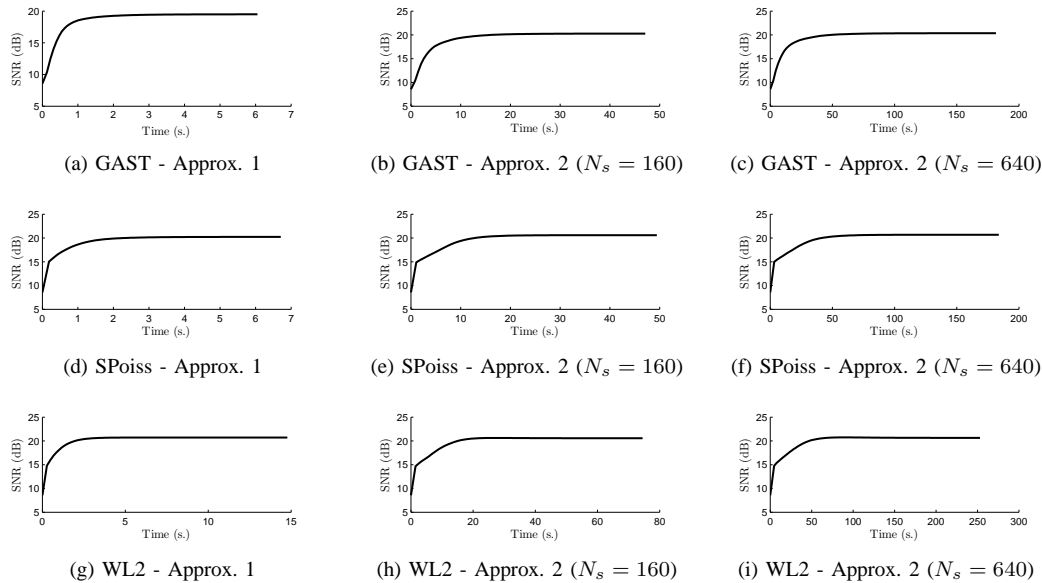 SNR (dB)
20
15
10
5
0 1 2 3 4 5 6 7
Time (s.)
(a) GAST - Approx. 1
SNR (dB)
25
20
15
10
5
0 10 20 30 40 50
Time (s.)
(b) GAST - Approx. 2 (N_s = 160)
SNR (dB)
25
20
15
10
5
0 50 100 150 200
Time (s.)
(c) GAST - Approx. 2 (N_s = 640)
SNR (dB)
25
20
15
10
5
0 1 2 3 4 5 6 7
Time (s.)
(d) SPoiss - Approx. 1
SNR (dB)
25
20
15
10
5
0 10 20 30 40 50
Time (s.)
(e) SPoiss - Approx. 2 (N_s = 160)
SNR (dB)
25
20
15
10
5
0 50 100 150 200
Time (s.)
(f) SPoiss - Approx. 2 (N_s = 640)
SNR (dB)
25
20
15
10
5
0 5 10 15
Time (s.)
(g) WL2 - Approx. 1
SNR (dB)
25
20
15
10
5
0 20 40 60 80
Time (s.)
(h) WL2 - Approx. 2 (N_s = 160)
SNR (dB)
25
20
15
10
5
0 50 100 150 200 250 300
Time (s.)
(i) WL2 - Approx. 2 (N_s = 640)